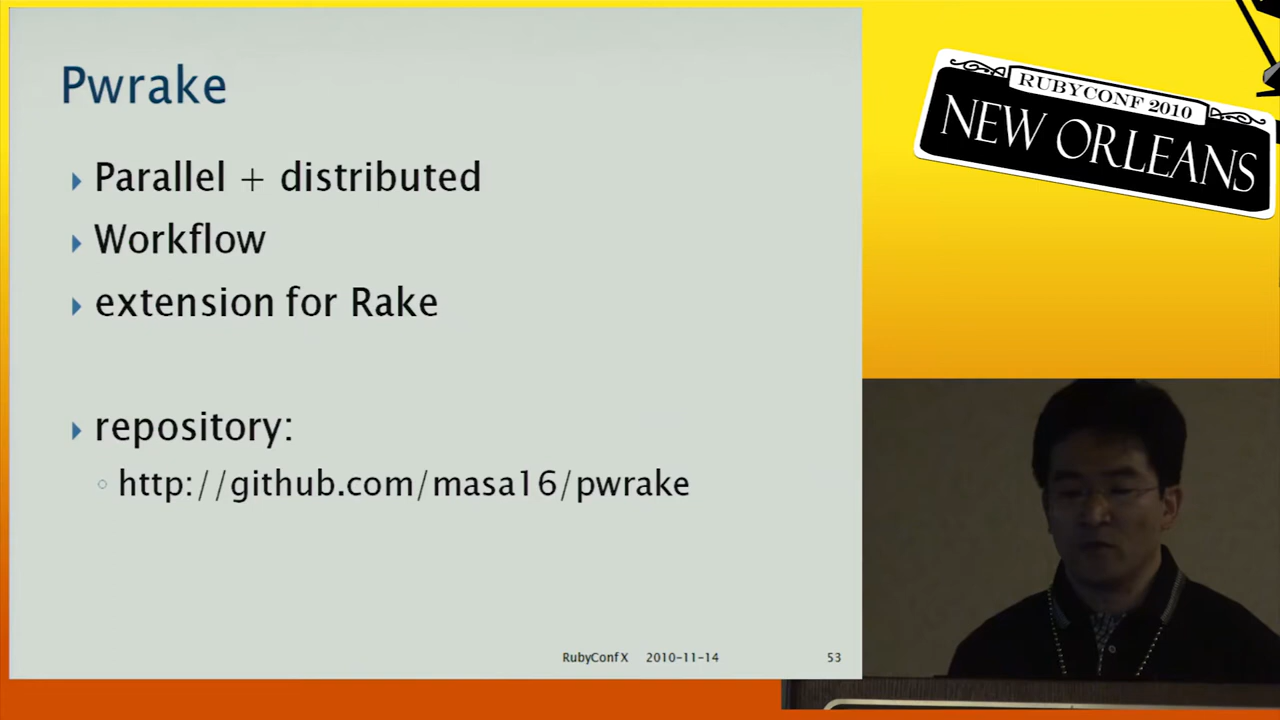 Pwrake
Parallel + distributed
Workflow
extension for Rake
repository:
http://github.com/masa16/pwrake
RubyConf X 2010-11-14 53
RUBYCONF 2010
NEW ORLEANS